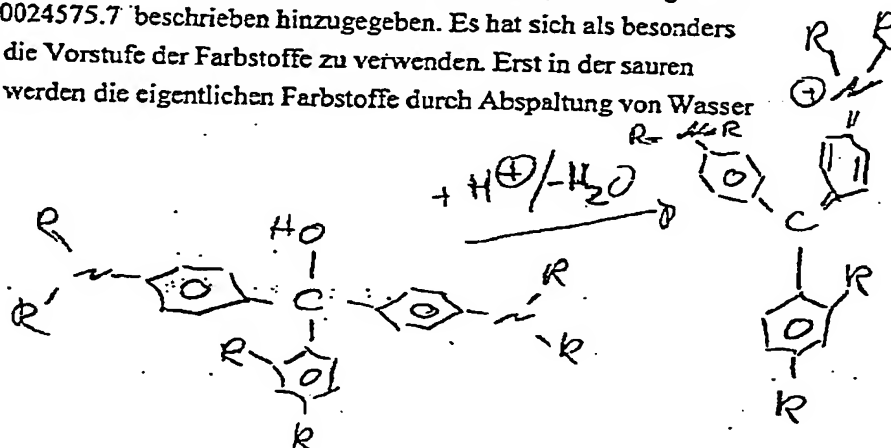 0024575.7 beschrieben hinzugegeben. Es hat sich als besonders
die Vorstufe der Farbstoffe zu verwenden. Erst in der sauren
werden die eigentlichen Farbstoffe durch Abspaltung von Wasser
R R
⊕ N
R- N-R
+ H⊕/-H2O
C
HO
R
R
N
C
N
R
R
R
R
R
R